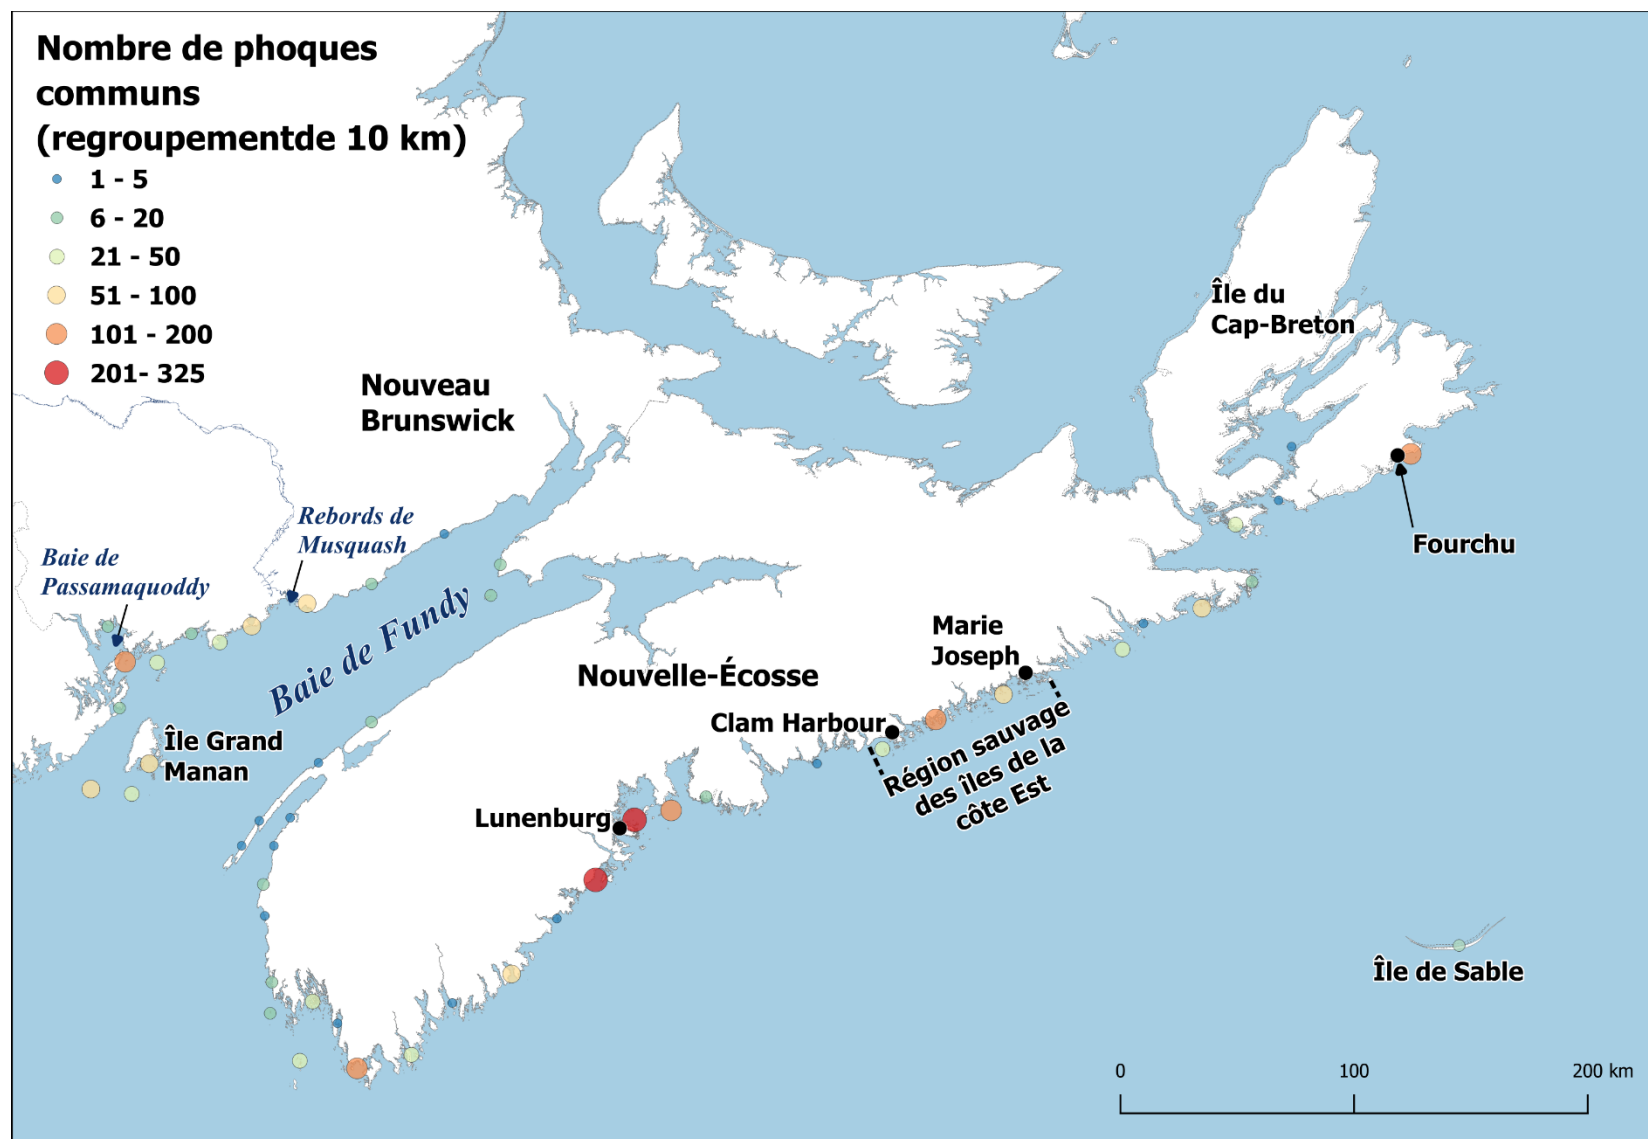 Nombre de phoques
communs
(regroupementde 10 km)
1 - 5
6 - 20
21 - 50
51 - 100
101 - 200
201- 325
Île du
Cap-Breton
Nouveau
Brunswick
Rebords de
Musquash
Baie de
Passamaquoddy
Fourchu
Baie de Fundy
Marie
Joseph
Nouvelle-Écosse
Clam Harbour
Île Grand
Manan
Région sauvage
des îles de la
côte Est
Lunenburg
Île de Sable
0 100 200 km